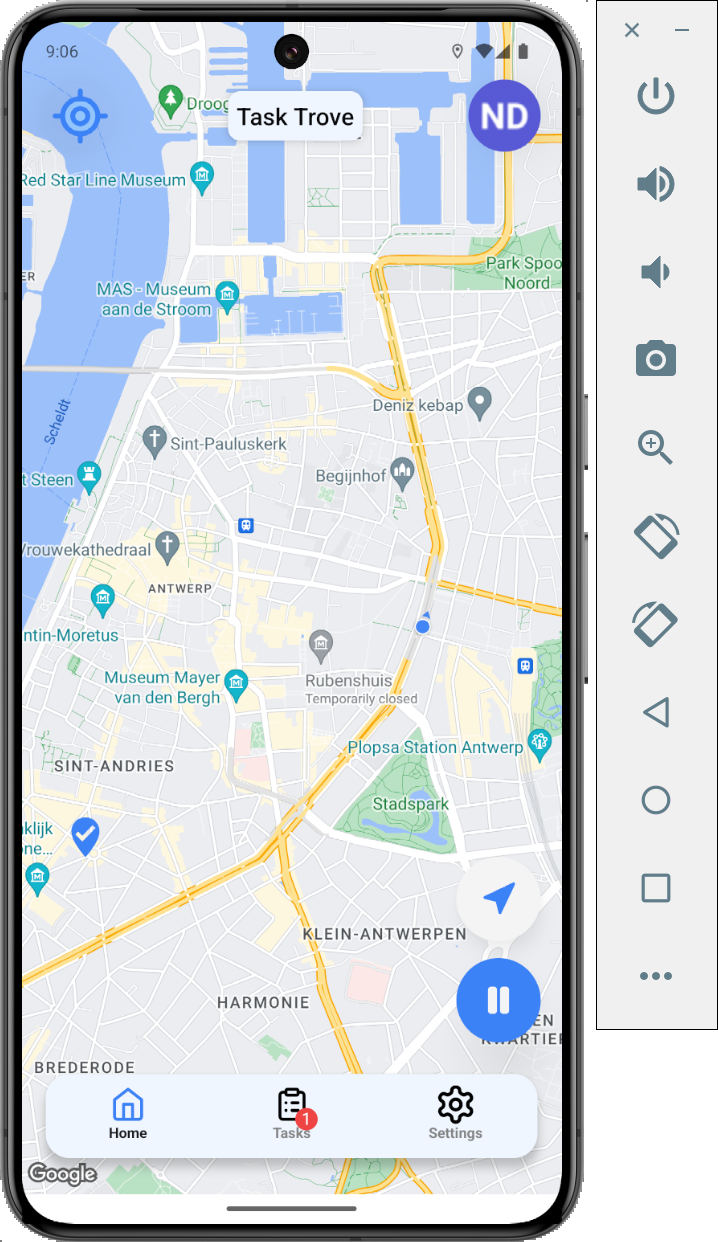 9:06
Droog
Task Trove
ND
Red Star Line Museum
ER
Park Spoo
Noord
MAS - Museum
aan de Stroom
Scheldt
Deniz kebap
Sint-Pauluskerk
Begijnhof
t Steen
Vrouwekathedraal
ANTWERP
ntin-Moretus
Museum Mayer
van den Bergh
Rubenshuis
Temporarily closed
Plopsa Station Antwerp
SINT-ANDRIES
Stadspark
klijk
one...
KLEIN-ANTWERPEN
HARMONIE
EN
KWARTIER
BREDERODE
1
Home
Tasks
Settings
Google